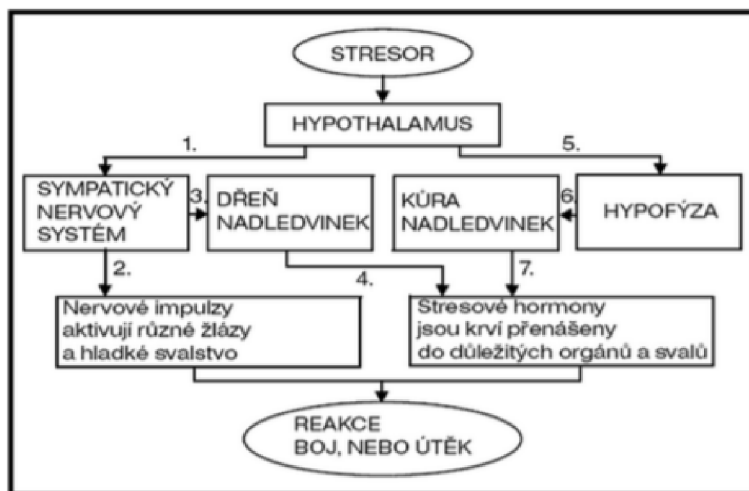 STRESOR
HYPOTHALAMUS
1.
5.
SYMPATICKÝ
NERVOVÝ
SYSTÉM
3.
DŘEŇ
NADLEDVINEK
KŮRA
NADLEDVINEK
6.
HYPOFÝZA
2.
4.
7.
Nervové impulzy
aktivují různé žlázy
a hladké svalstvo
Stresové hormony
jsou krví přenášeny
do důležitých orgánů a svalů
REAKCE
BOJ, NEBO ÚTĚK